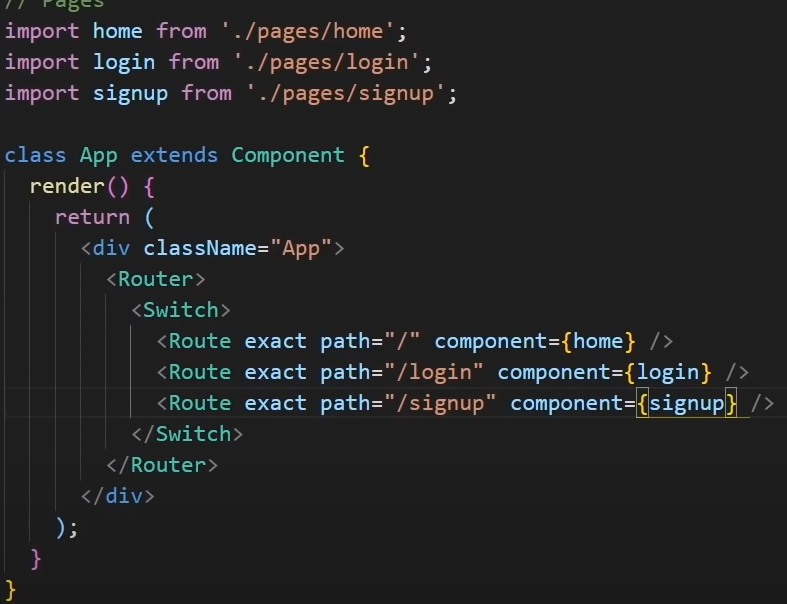 // Pages
import home from './pages/home';
import login from './pages/login';
import signup from './pages/signup';
class App extends Component {
render() {
return (
<div className="App">
<Router>
<Switch>
<Route exact path="/" component={home} />
<Route exact path="/login" component={login} />
<Route exact path="/signup" component={signup} />
</Switch>
</Router>
</div>
);
}
}